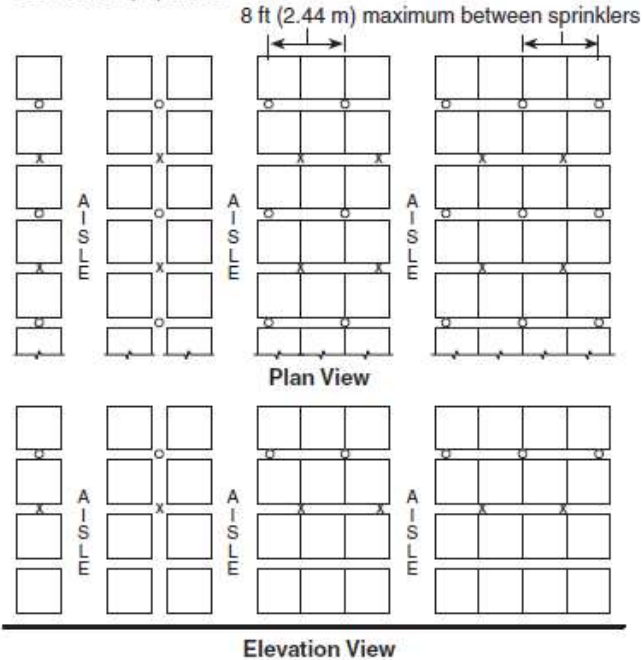 8 ft (2.44 m) maximum between sprinklers
AISLE
AISLE
AISLE
Plan View
AISLE
AISLE
AISLE
Elevation View